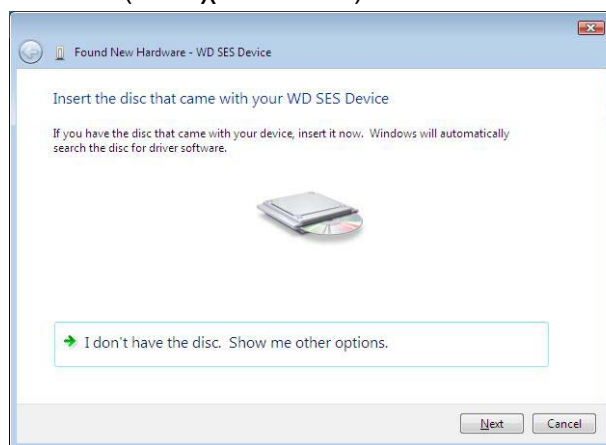 Found New Hardware - WD SES Device
Insert the disc that came with your WD SES Device
If you have the disc that came with your device, insert it now.  Windows will automatically
search the disc for driver software.
I don't have the disc.  Show me other options.
Next
Cancel